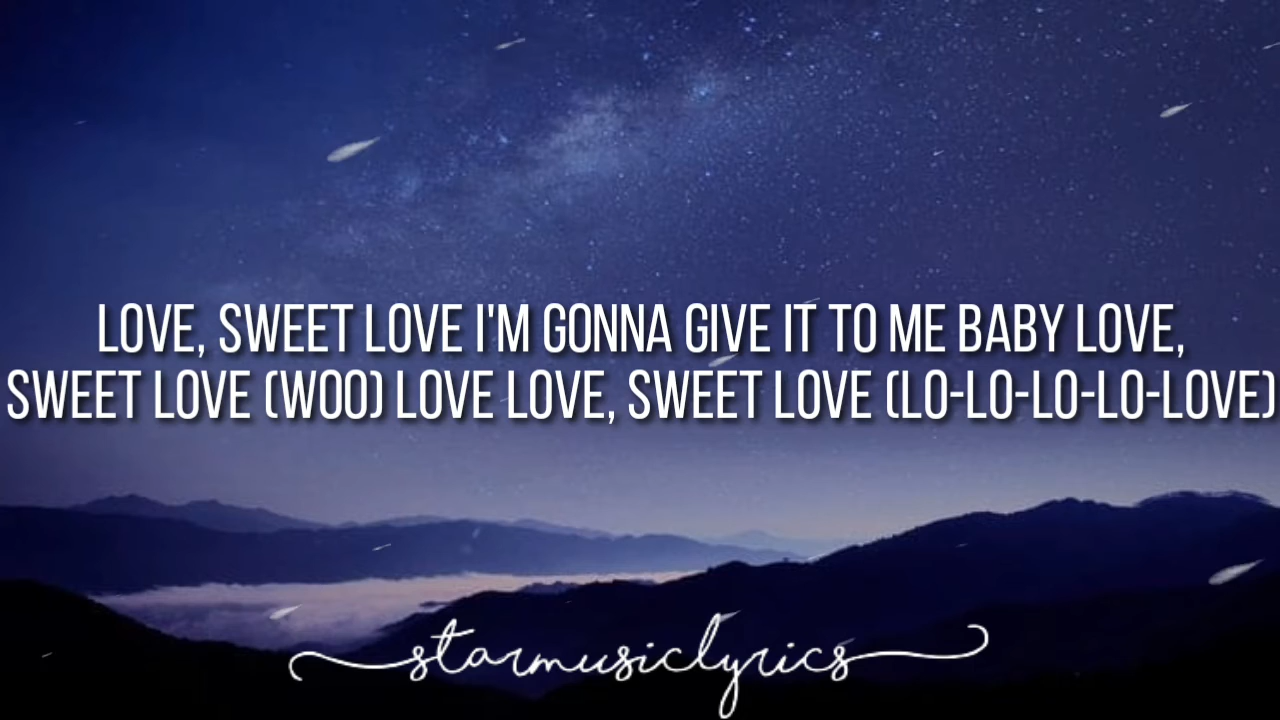 LOVE, SWEET LOVE I'M GONNA GIVE IT TO ME BABY LOVE,
SWEET LOVE (WOO) LOVE LOVE, SWEET LOVE (LO-LO-LO-LO-LOVE)
starmusiclyrics